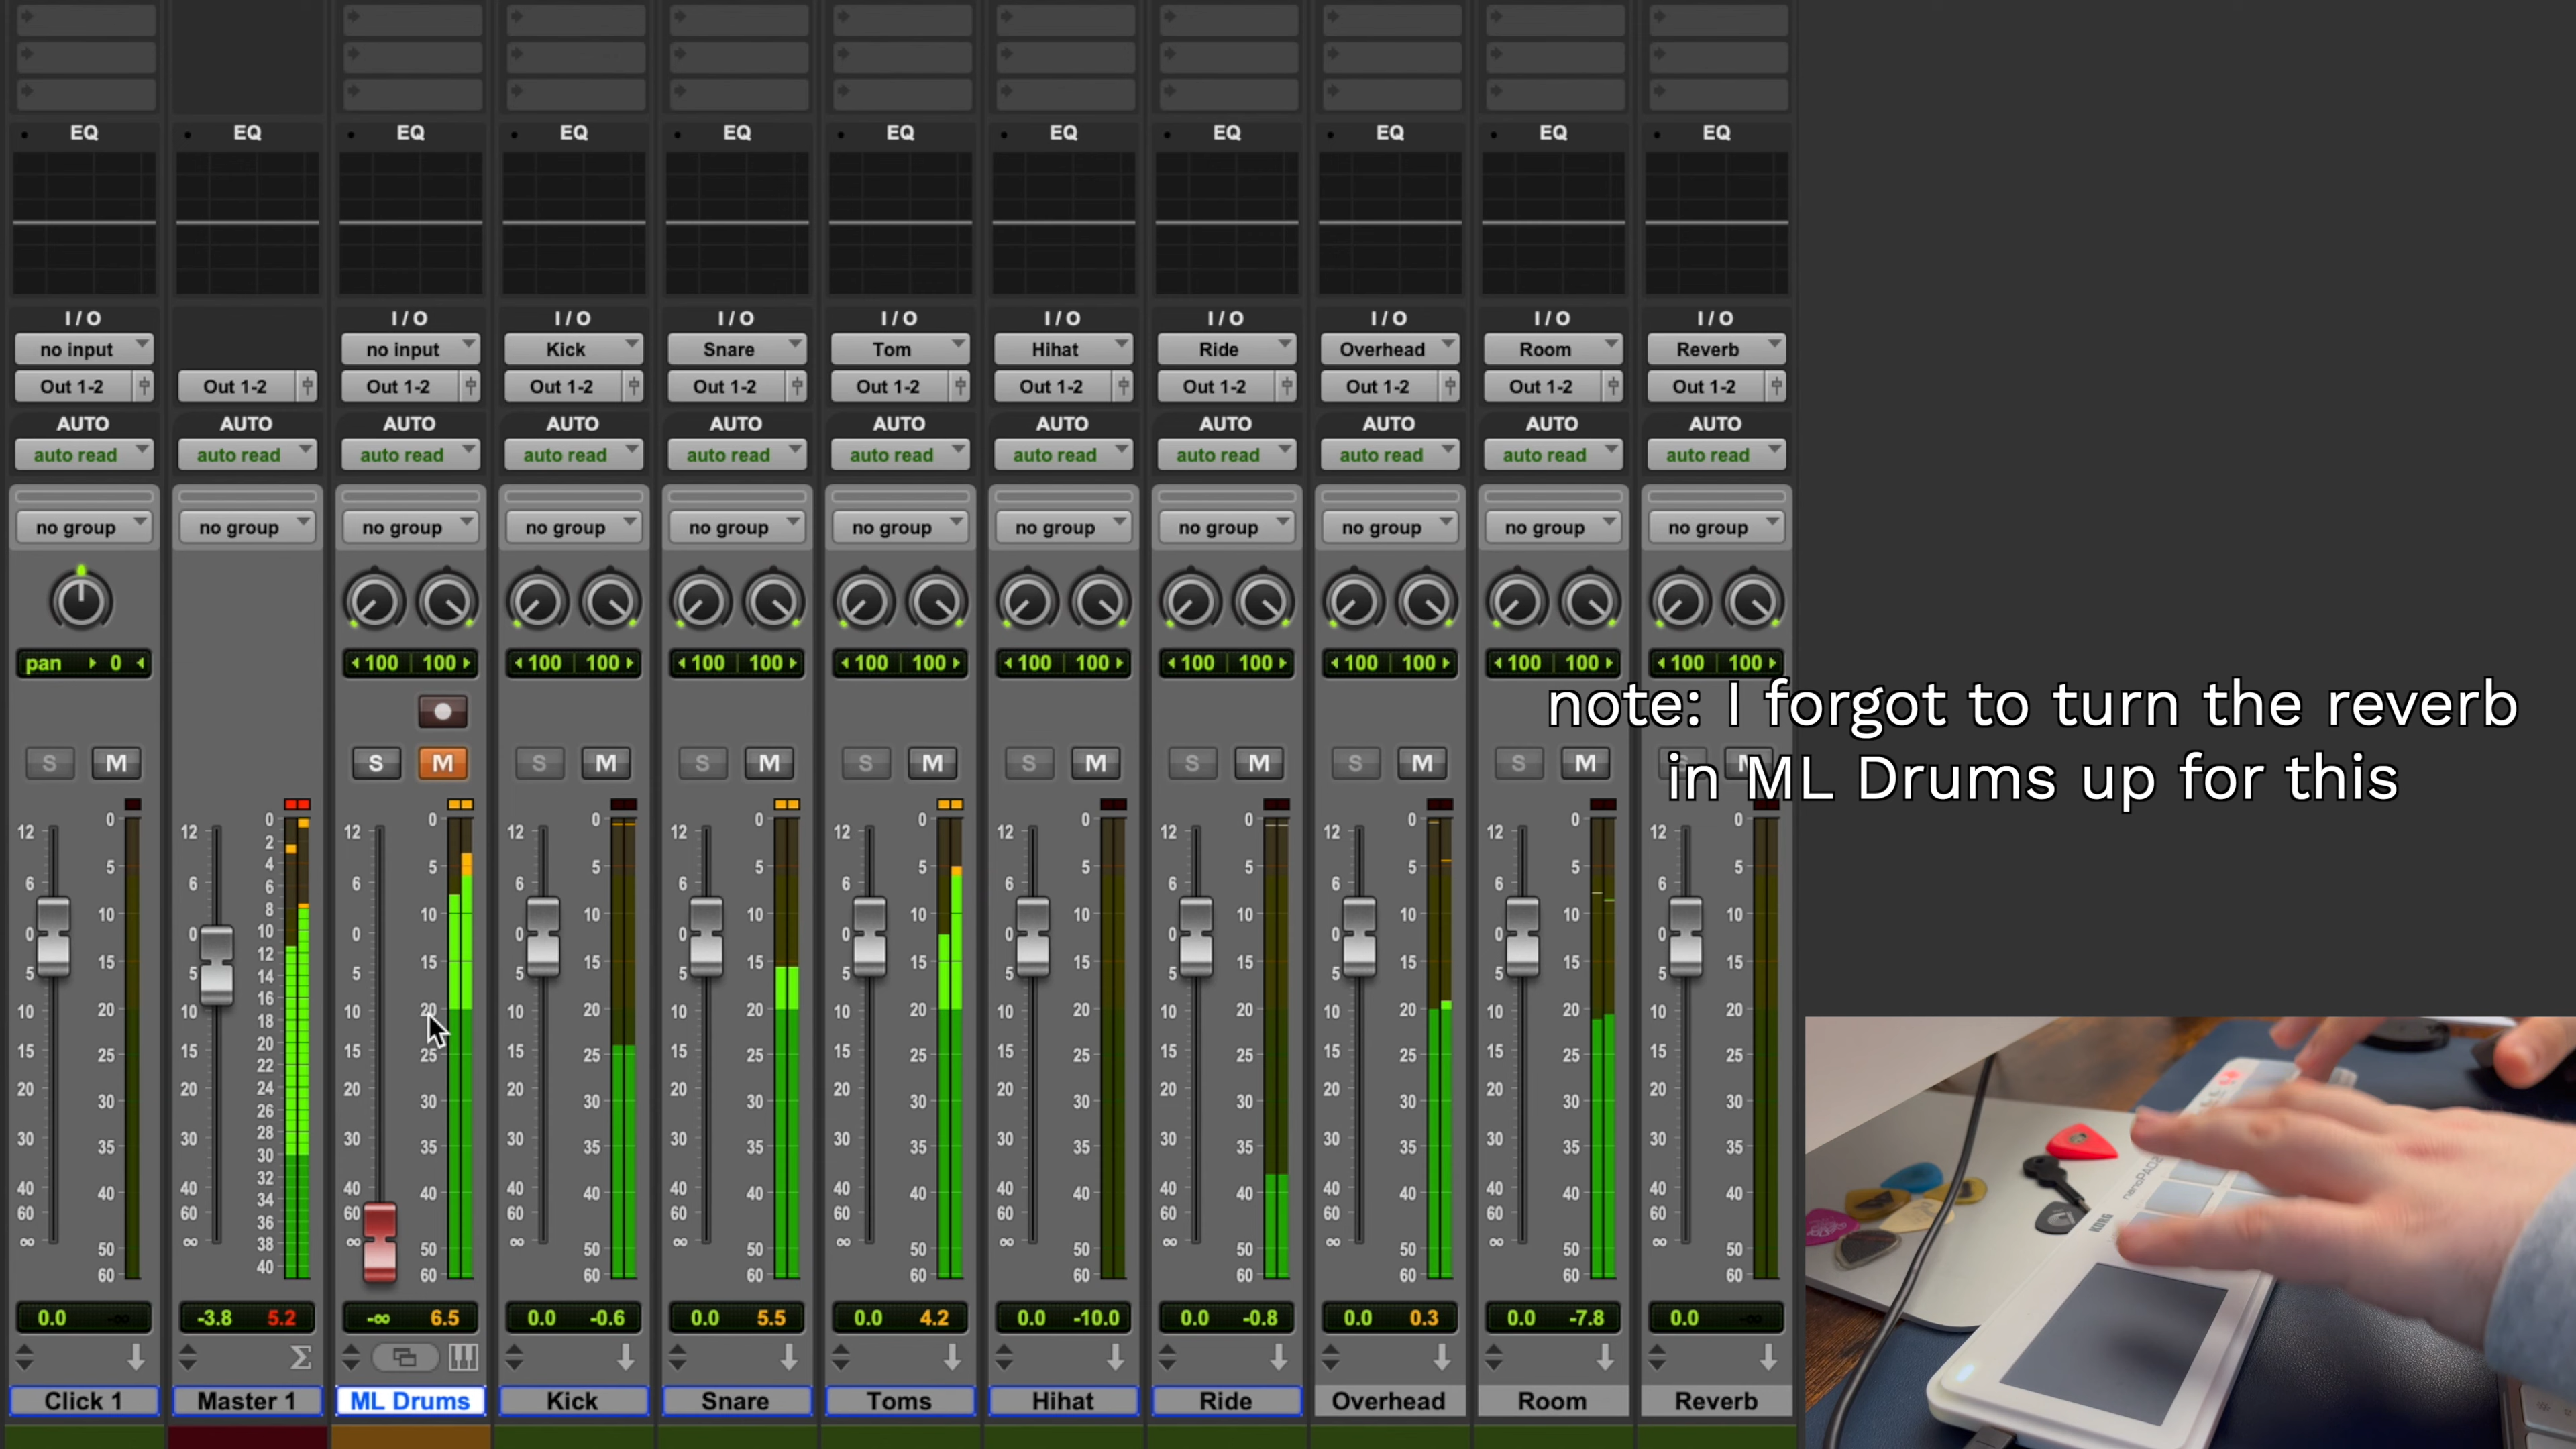 EQ EQ EQ EQ EQ EQ EQ EQ EQ EQ EQ
I / O I / O I / O I / O I / O I / O I / O I / O I / O I / O
no input no input Kick Snare Tom Hihat Ride Overhead Room Reverb
Out 1-2 Out 1-2 Out 1-2 Out 1-2 Out 1-2 Out 1-2 Out 1-2 Out 1-2 Out 1-2 Out 1-2 Out 1-2
AUTO AUTO AUTO AUTO AUTO AUTO AUTO AUTO AUTO AUTO AUTO
auto read auto read auto read auto read auto read auto read auto read auto read auto read auto read auto read
no group no group no group no group no group no group no group no group no group no group no group
pan 0 100 100 100 100 100 100 100 100 100 100 100 100 100 100 100 100 100 100
note: I forgot to turn the reverb
in ML Drums up for this
S M S M S M S M S M S M S M S M S M S M
0.0 -∞ -3.8 5.2 -∞ 6.5 0.0 -0.6 0.0 5.5 0.0 4.2 0.0 -10.0 0.0 -0.8 0.0 0.3 0.0 -7.8 0.0 -∞
Click 1 Master 1 ML Drums Kick Snare Toms Hihat Ride Overhead Room Reverb
KORG
nanoPAD2